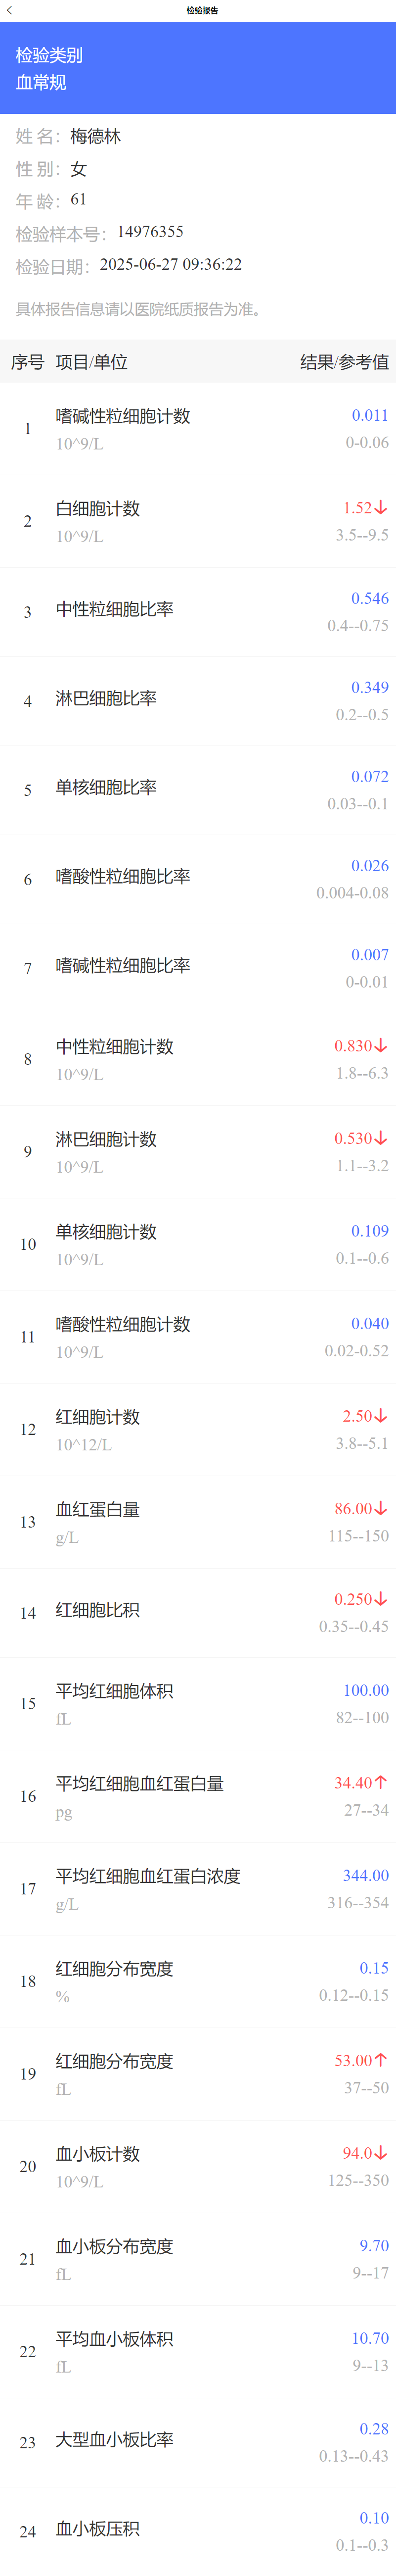 检验报告
检验类别
血常规
姓 名： 梅德林
性 别： 女
年 龄： 61
检验样本号： 14976355
检验日期： 2025-06-27 09:36:22
具体报告信息请以医院纸质报告为准。
序号 项目/单位 结果/参考值
1 嗜碱性粒细胞计数 0.011
10^9/L 0-0.06
2 白细胞计数 1.52↓
10^9/L 3.5--9.5
3 中性粒细胞比率 0.546
0.4--0.75
4 淋巴细胞比率 0.349
0.2--0.5
5 单核细胞比率 0.072
0.03--0.1
6 嗜酸性粒细胞比率 0.026
0.004-0.08
7 嗜碱性粒细胞比率 0.007
0-0.01
8 中性粒细胞计数 0.830↓
10^9/L 1.8--6.3
9 淋巴细胞计数 0.530↓
10^9/L 1.1--3.2
10 单核细胞计数 0.109
10^9/L 0.1--0.6
11 嗜酸性粒细胞计数 0.040
10^9/L 0.02-0.52
12 红细胞计数 2.50↓
10^12/L 3.8--5.1
13 血红蛋白量 86.00↓
g/L 115--150
14 红细胞比积 0.250↓
0.35--0.45
15 平均红细胞体积 100.00
fL 82--100
16 平均红细胞血红蛋白量 34.40↑
pg 27--34
17 平均红细胞血红蛋白浓度 344.00
g/L 316--354
18 红细胞分布宽度 0.15
% 0.12--0.15
19 红细胞分布宽度 53.00↑
fL 37--50
20 血小板计数 94.0↓
10^9/L 125--350
21 血小板分布宽度 9.70
fL 9--17
22 平均血小板体积 10.70
fL 9--13
23 大型血小板比率 0.28
0.13--0.43
24 血小板压积 0.10
0.1--0.3